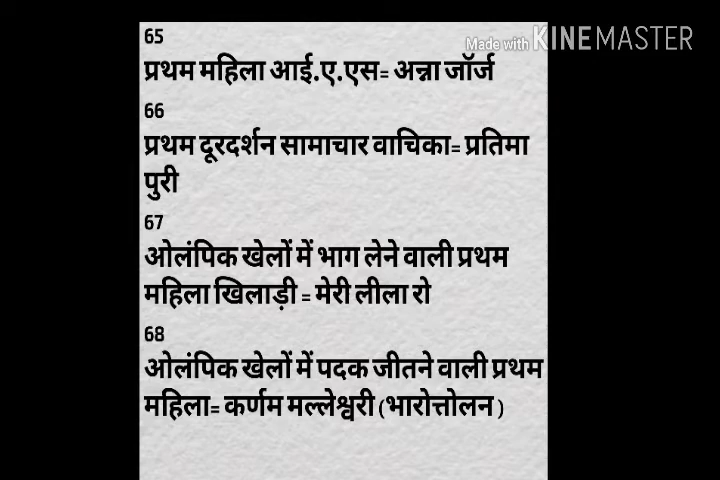 65
Made with KINEMASTER
प्रथम महिला आई.ए.एस= अन्ना जॉर्ज
66
प्रथम दूरदर्शन सामाचार वाचिका= प्रतिमा
पुरी
67
ओलंपिक खेलों में भाग लेने वाली प्रथम
महिला खिलाड़ी = मेरी लीला रो
68
ओलंपिक खेलों में पदक जीतने वाली प्रथम
महिला= कर्णम मल्लेश्वरी (भारोत्तोलन )